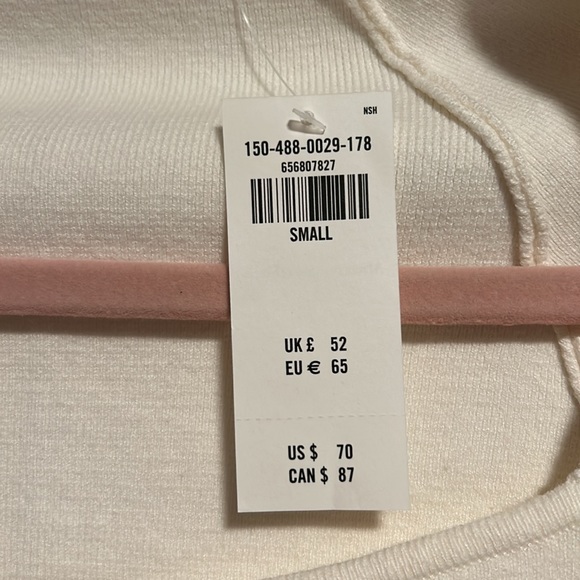 NSH
150-488-0029-178
656807827
SMALL
UK £ 52
EU € 65
US $ 70
CAN $ 87